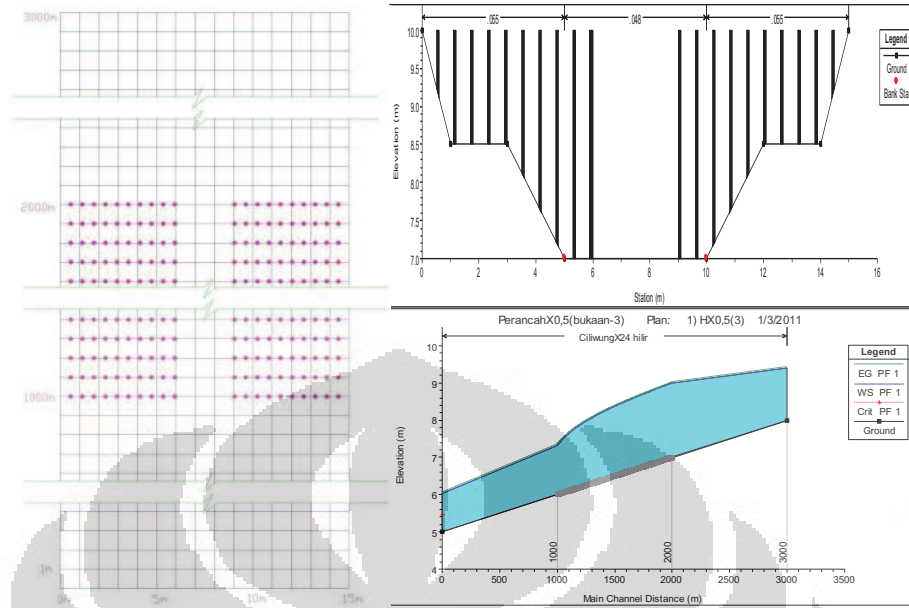 3000m
2000m
1000m
1m
0m
5m
10m
15m
.055
.048
.055
10.0
9.5
9.0
8.5
8.0
7.5
7.0
Elevation (m)
0
2
4
6
8
10
12
14
16
Station (m)
Legend
Ground
Bank Sta
PerancahX0,5(bukaan-3) Plan: 1) HX0,5(3) 1/3/2011
CiliwungX24 hilir
10
9
8
7
6
5
4
Elevation (m)
1000
2000
3000
0
500
1000
1500
2000
2500
3000
3500
Main Channel Distance (m)
Legend
EG PF 1
WS PF 1
Crit PF 1
Ground